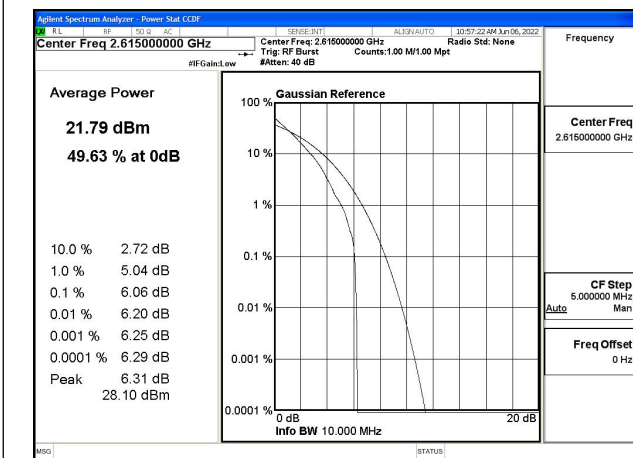 Agilent Spectrum Analyzer - Power Stat CCDF
RL RF 50 Ω AC SENSE:INT ALIGN AUTO 10:57:22 AM Jun 06, 2022
Center Freq 2.615000000 GHz
Center Freq: 2.615000000 GHz Radio Std: None
Trig: RF Burst Counts:1.00 M/1.00 Mpt
#IFGain:Low #Atten: 40 dB
Frequency
Average Power
21.79 dBm
49.63 % at 0dB
10.0 % 2.72 dB
1.0 % 5.04 dB
0.1 % 6.06 dB
0.01 % 6.20 dB
0.001 % 6.25 dB
0.0001 % 6.29 dB
Peak 6.31 dB
28.10 dBm
Gaussian Reference
100 %
10 %
1 %
0.1 %
0.01 %
0.001 %
0.0001 %
0 dB 20 dB
Info BW 10.000 MHz
Center Freq
2.615000000 GHz
CF Step
5.000000 MHz
Auto Man
Freq Offset
0 Hz
MSG STATUS